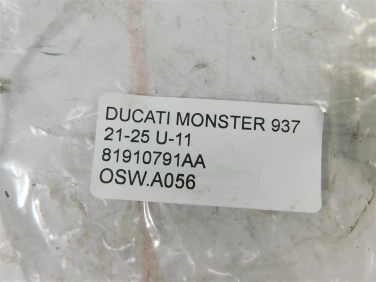 DUCATI MONSTER 937
21-25 U-11
81910791AA
OSW.A056